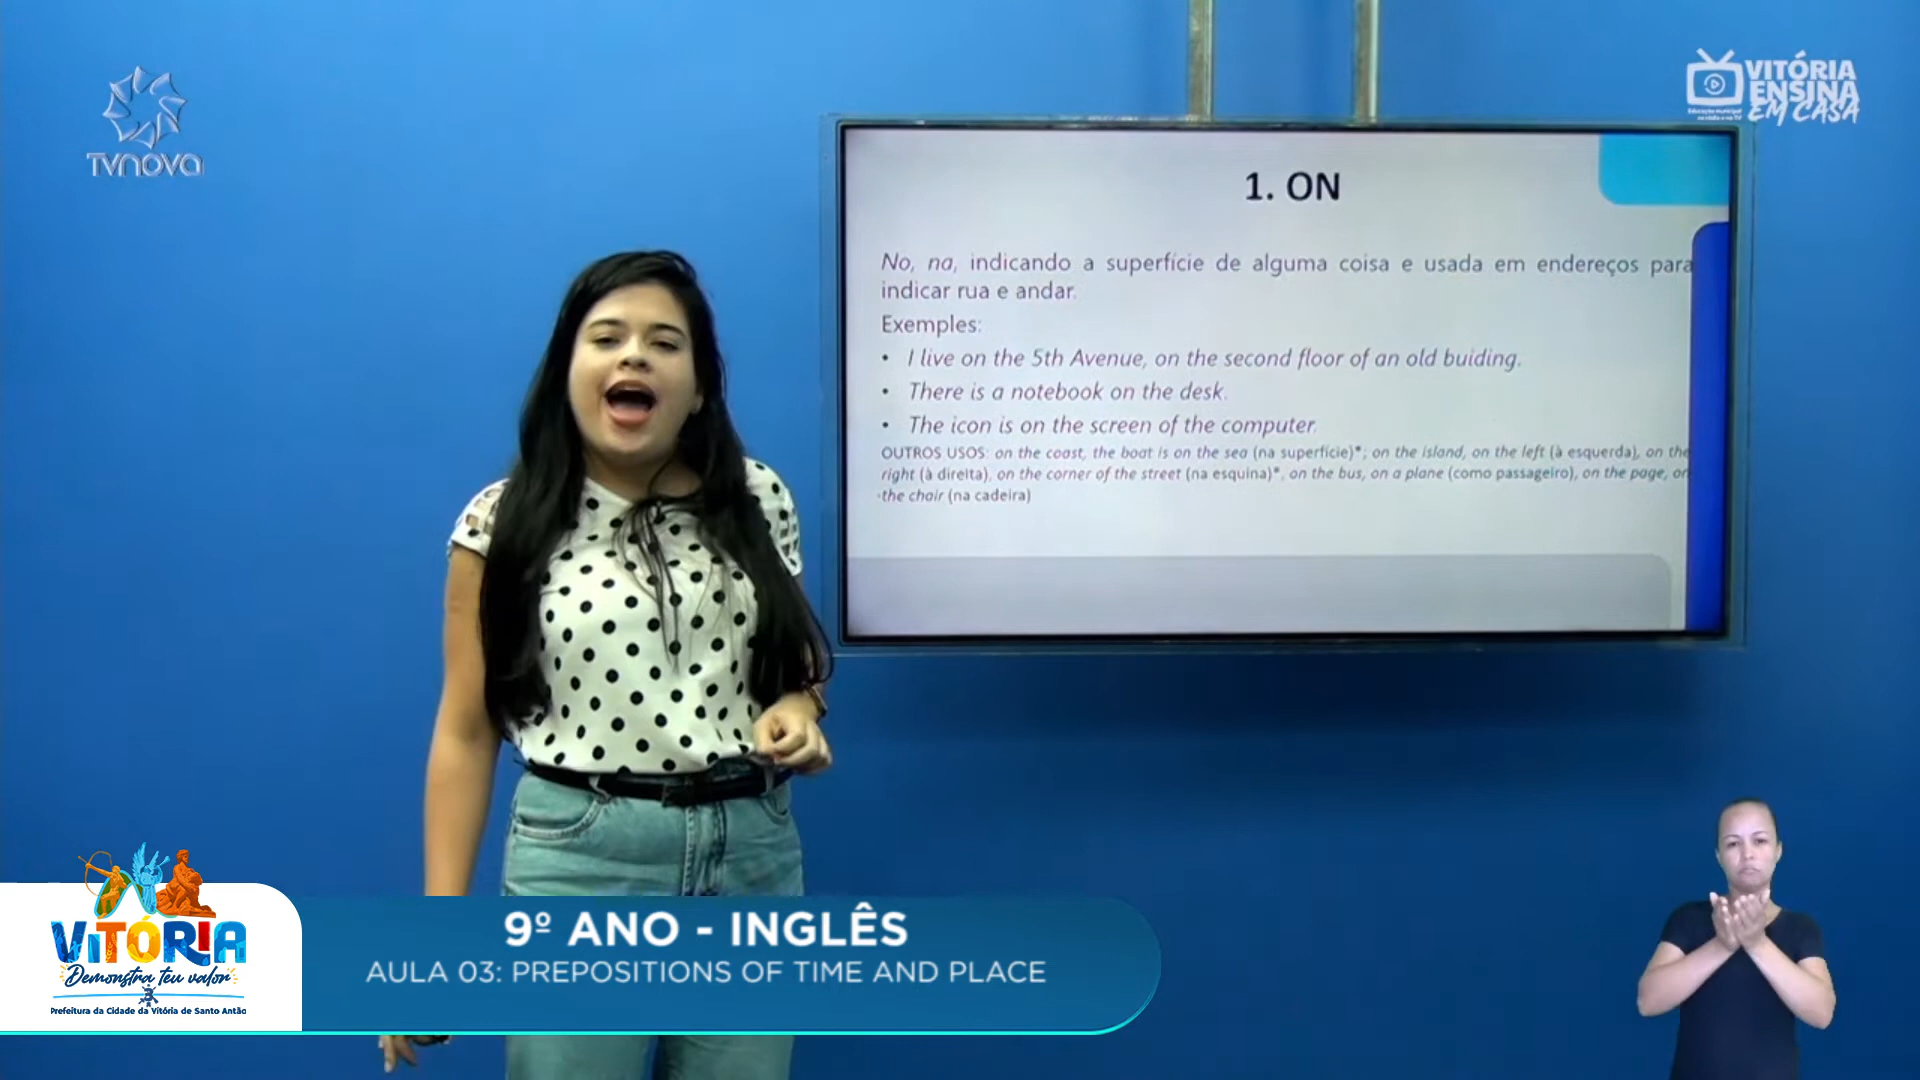 TVNOVA
VITÓRIA
ENSINA
EM CASA
1. ON
No, na, indicando a superfície de alguma coisa e usada em endereços para
indicar rua e andar.
Exemples:
• I live on the 5th Avenue, on the second floor of an old buiding.
• There is a notebook on the desk.
• The icon is on the screen of the computer.
OUTROS USOS: on the coast, the boat is on the sea (na superfície)*; on the island, on the left (à esquerda), on the
right (à direita), on the corner of the street (na esquina)*, on the bus, on a plane (como passageiro), on the page, on
the chair (na cadeira)
9º ANO - INGLÊS
AULA 03: PREPOSITIONS OF TIME AND PLACE
VITÓRIA
Demonstra teu valor
Prefeitura da Cidade da Vitória de Santo Antão